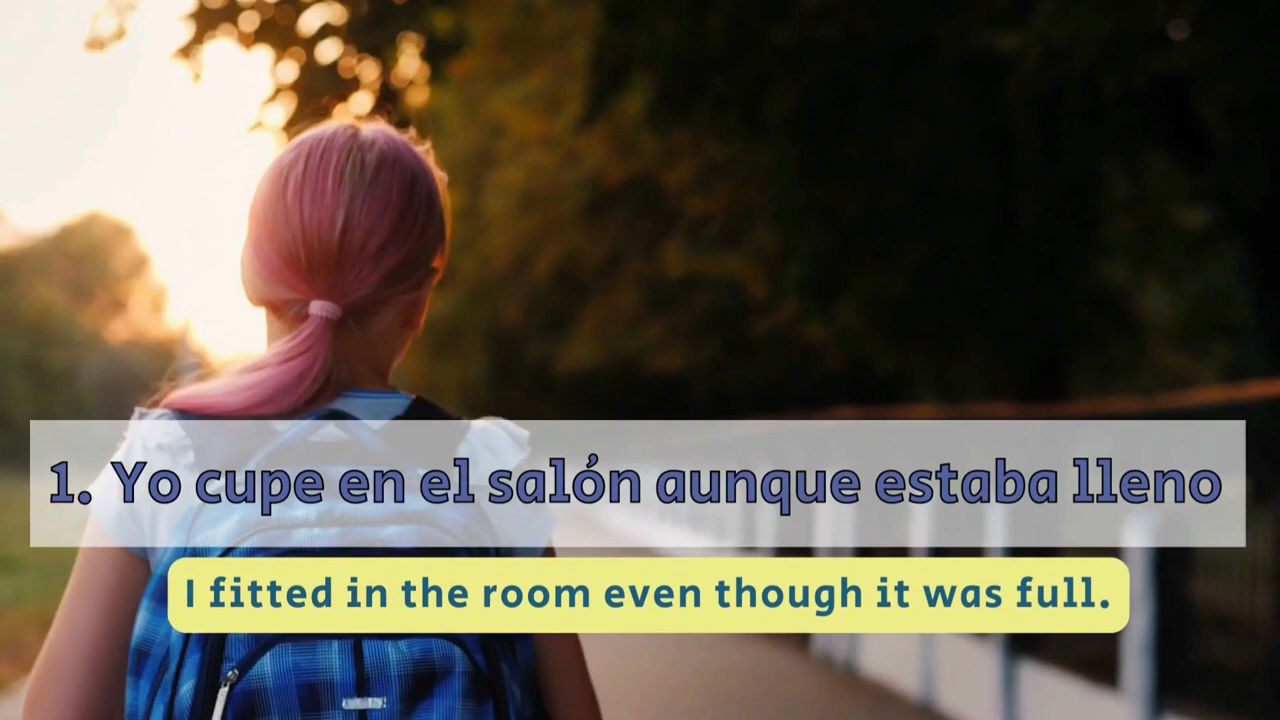 1. Yo cupe en el salón aunque estaba lleno
I fitted in the room even though it was full.